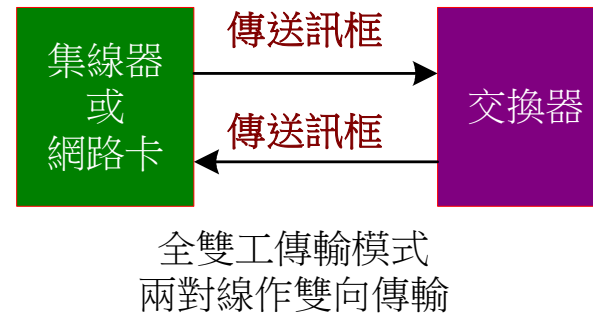 傳送訊框
集線器
或
網路卡
交換器
傳送訊框
全雙工傳輸模式
兩對線作雙向傳輸